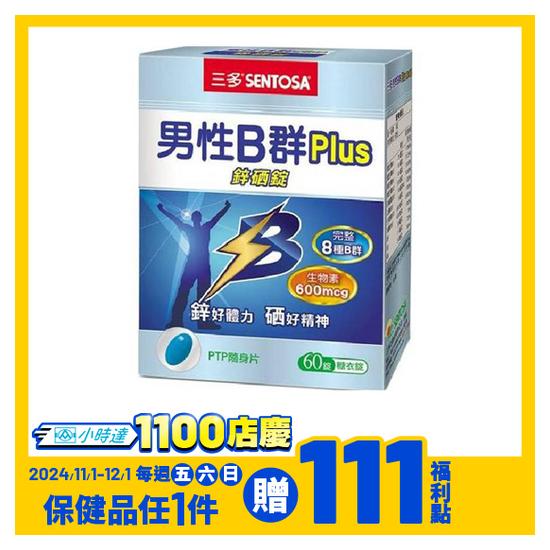 三多 SENTOSA
男性B群Plus
鋅硒錠
完整
8種B群
生物素
600mcg
鋅好體力 硒好精神
PTP隨身片
60錠 糖衣錠
小時達
1100店慶
2024/11/1-12/1 每週五六日
保健品任1件
贈111福利點